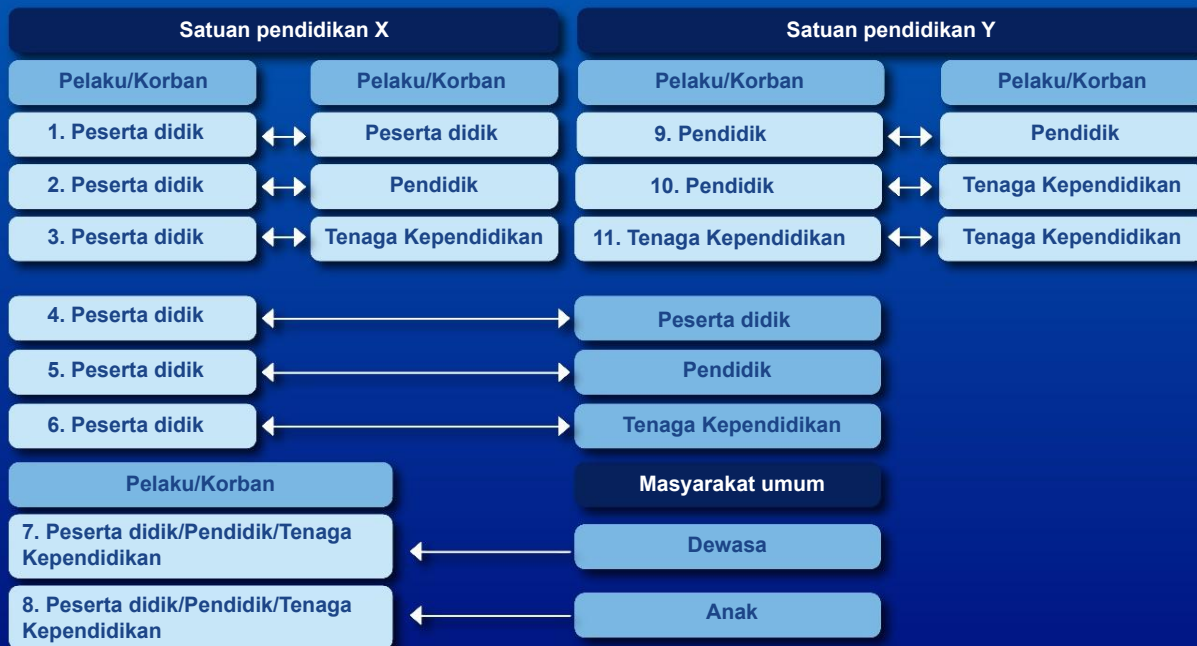 Satuan pendidikan X
Satuan pendidikan Y
Pelaku/Korban
Pelaku/Korban
Pelaku/Korban
Pelaku/Korban
1. Peserta didik
Peserta didik
9. Pendidik
Pendidik
2. Peserta didik
Pendidik
10. Pendidik
Tenaga Kependidikan
3. Peserta didik
Tenaga Kependidikan
11. Tenaga Kependidikan
Tenaga Kependidikan
4. Peserta didik
Peserta didik
5. Peserta didik
Pendidik
6. Peserta didik
Tenaga Kependidikan
Pelaku/Korban
Masyarakat umum
7. Peserta didik/Pendidik/Tenaga
Kependidikan
Dewasa
8. Peserta didik/Pendidik/Tenaga
Kependidikan
Anak